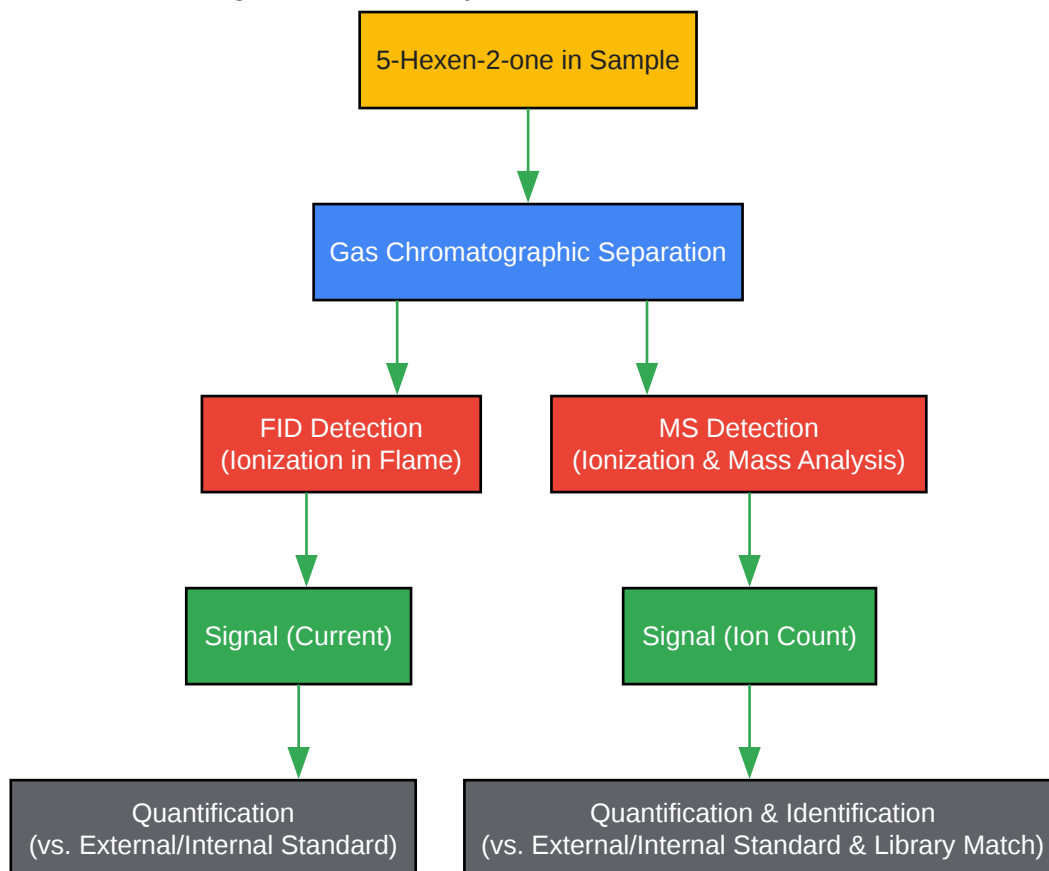 5-Hexen-2-one in Sample
Gas Chromatographic Separation
FID Detection
(Ionization in Flame)
MS Detection
(Ionization & Mass Analysis)
Signal (Current)
Signal (Ion Count)
Quantification
(vs. External/Internal Standard)
Quantification & Identification
(vs. External/Internal Standard & Library Match)